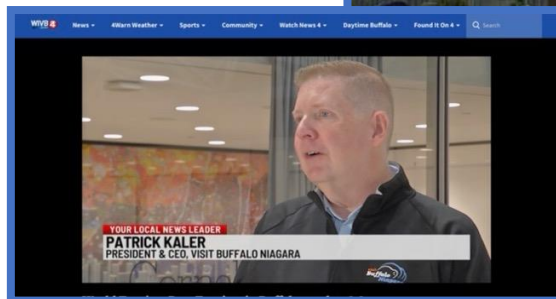 WIVB 4
News
4Warn Weather
Sports
Community
Watch News 4
Daytime Buffalo
Found It On 4
Search
YOUR LOCAL NEWS LEADER
PATRICK KALER
PRESIDENT & CEO, VISIT BUFFALO NIAGARA
Buffalo